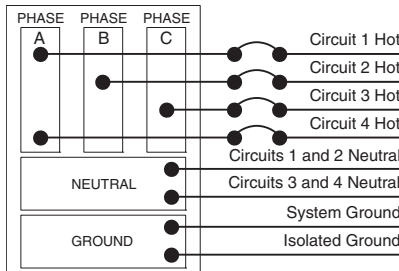 PHASE PHASE PHASE
A B C
Circuit 1 Hot
Circuit 2 Hot
Circuit 3 Hot
Circuit 4 Hot
Circuits 1 and 2 Neutral
NEUTRAL
Circuits 3 and 4 Neutral
System Ground
GROUND
Isolated Ground